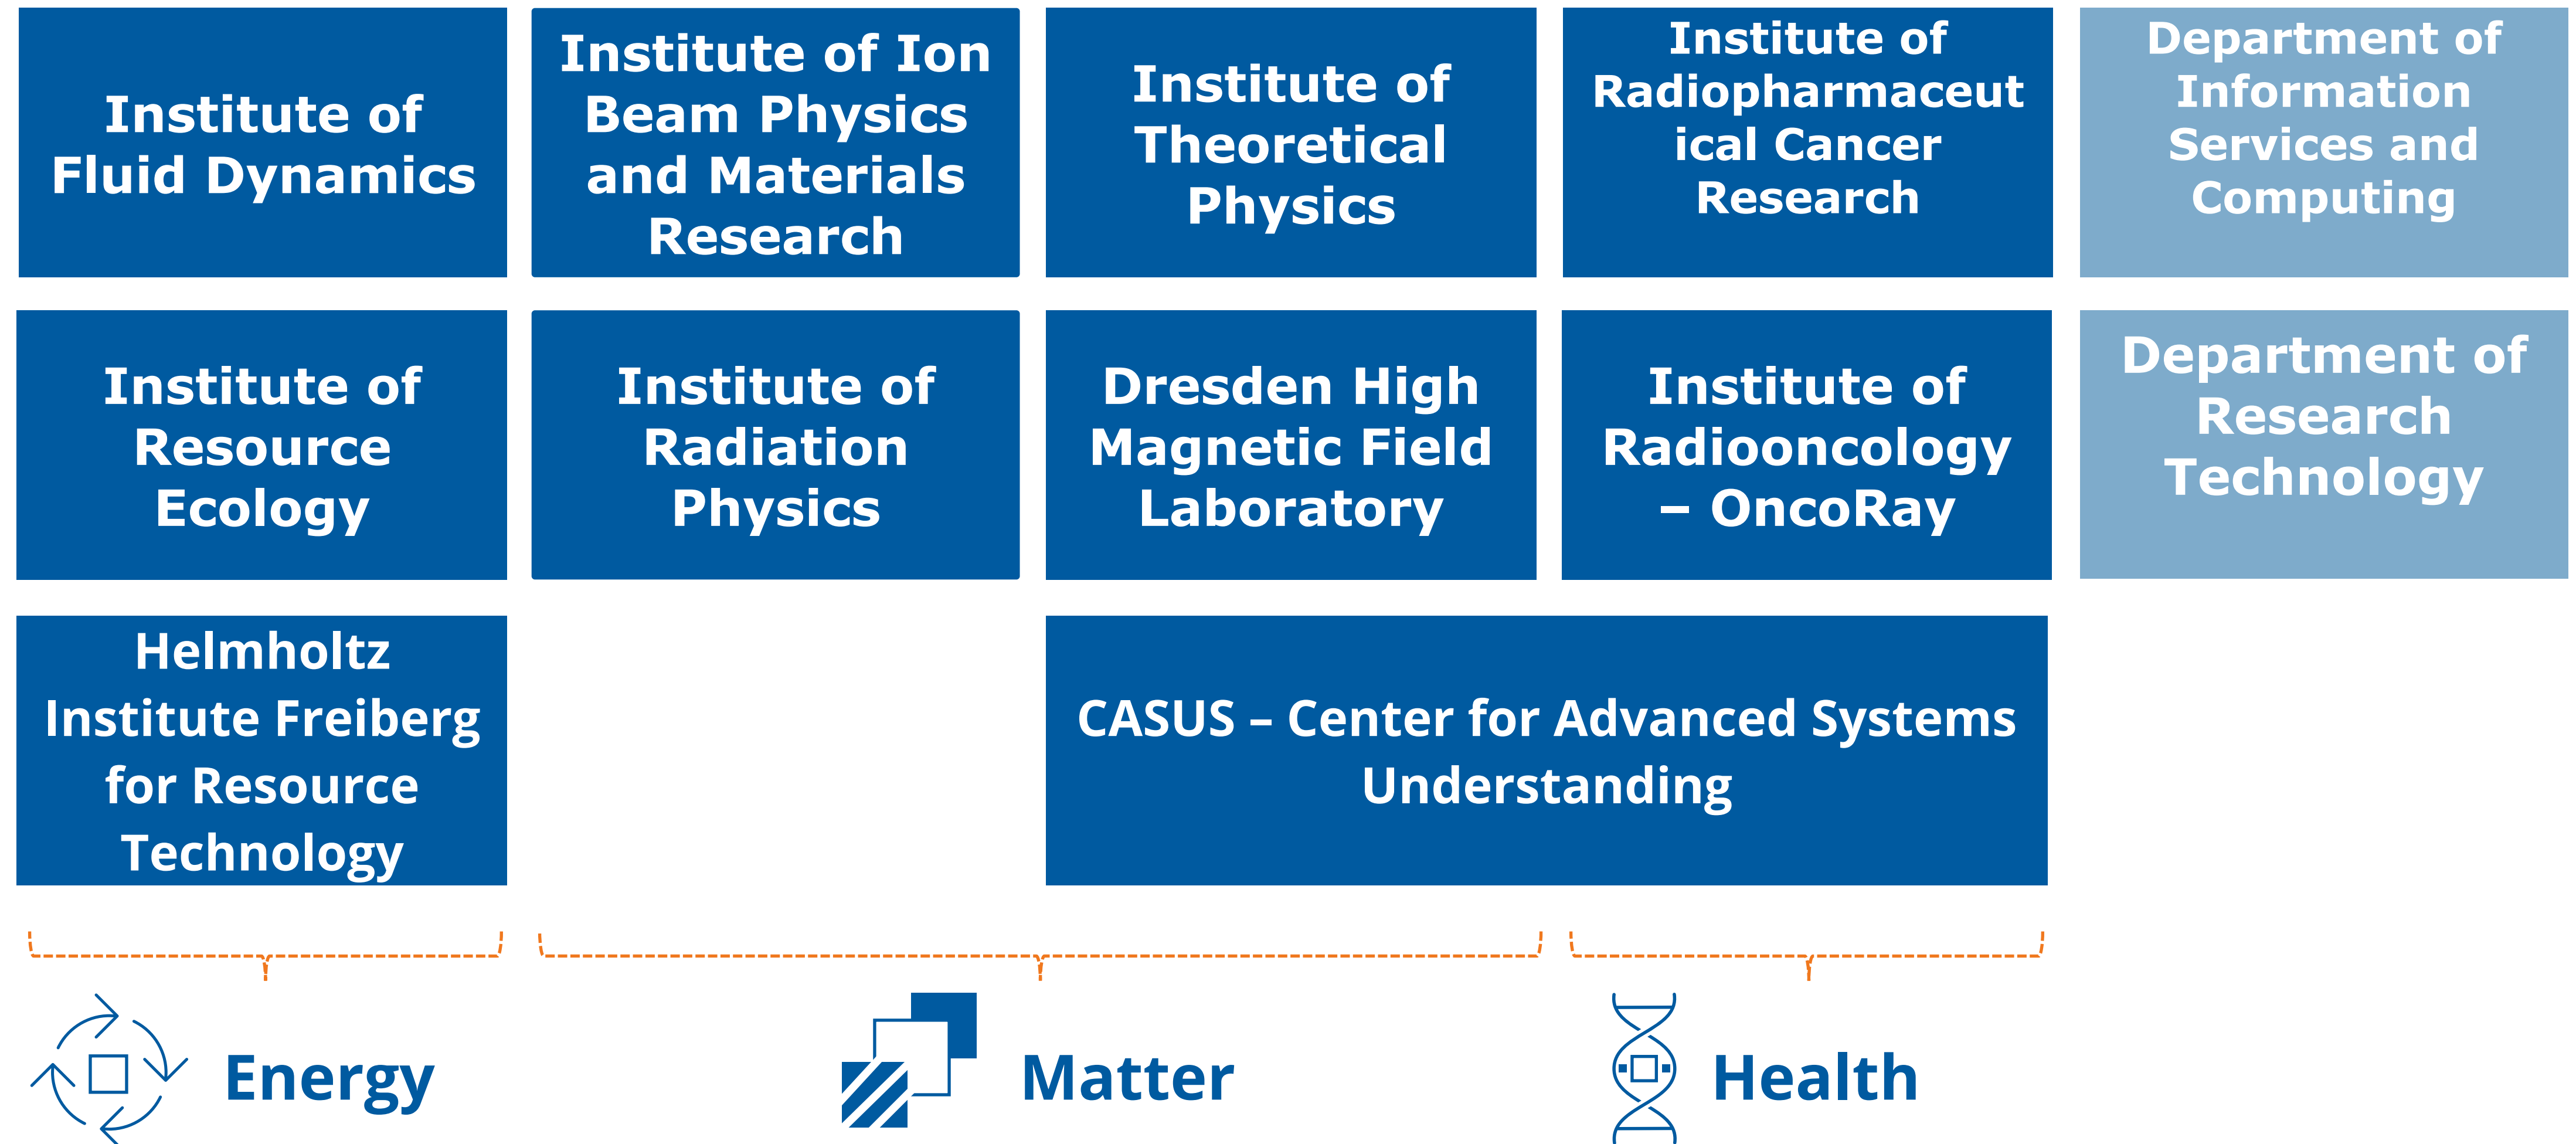 Institute of
Fluid Dynamics
Institute of Ion
Beam Physics
and Materials
Research
Institute of
Theoretical
Physics
Institute of
Radiopharmaceut
ical Cancer
Research
Department of
Information
Services and
Computing
Institute of
Resource
Ecology
Institute of
Radiation
Physics
Dresden High
Magnetic Field
Laboratory
Institute of
Radiooncology
– OncoRay
Department of
Research
Technology
Helmholtz
Institute Freiberg
for Resource
Technology
CASUS – Center for Advanced Systems
Understanding
Energy
Matter
Health